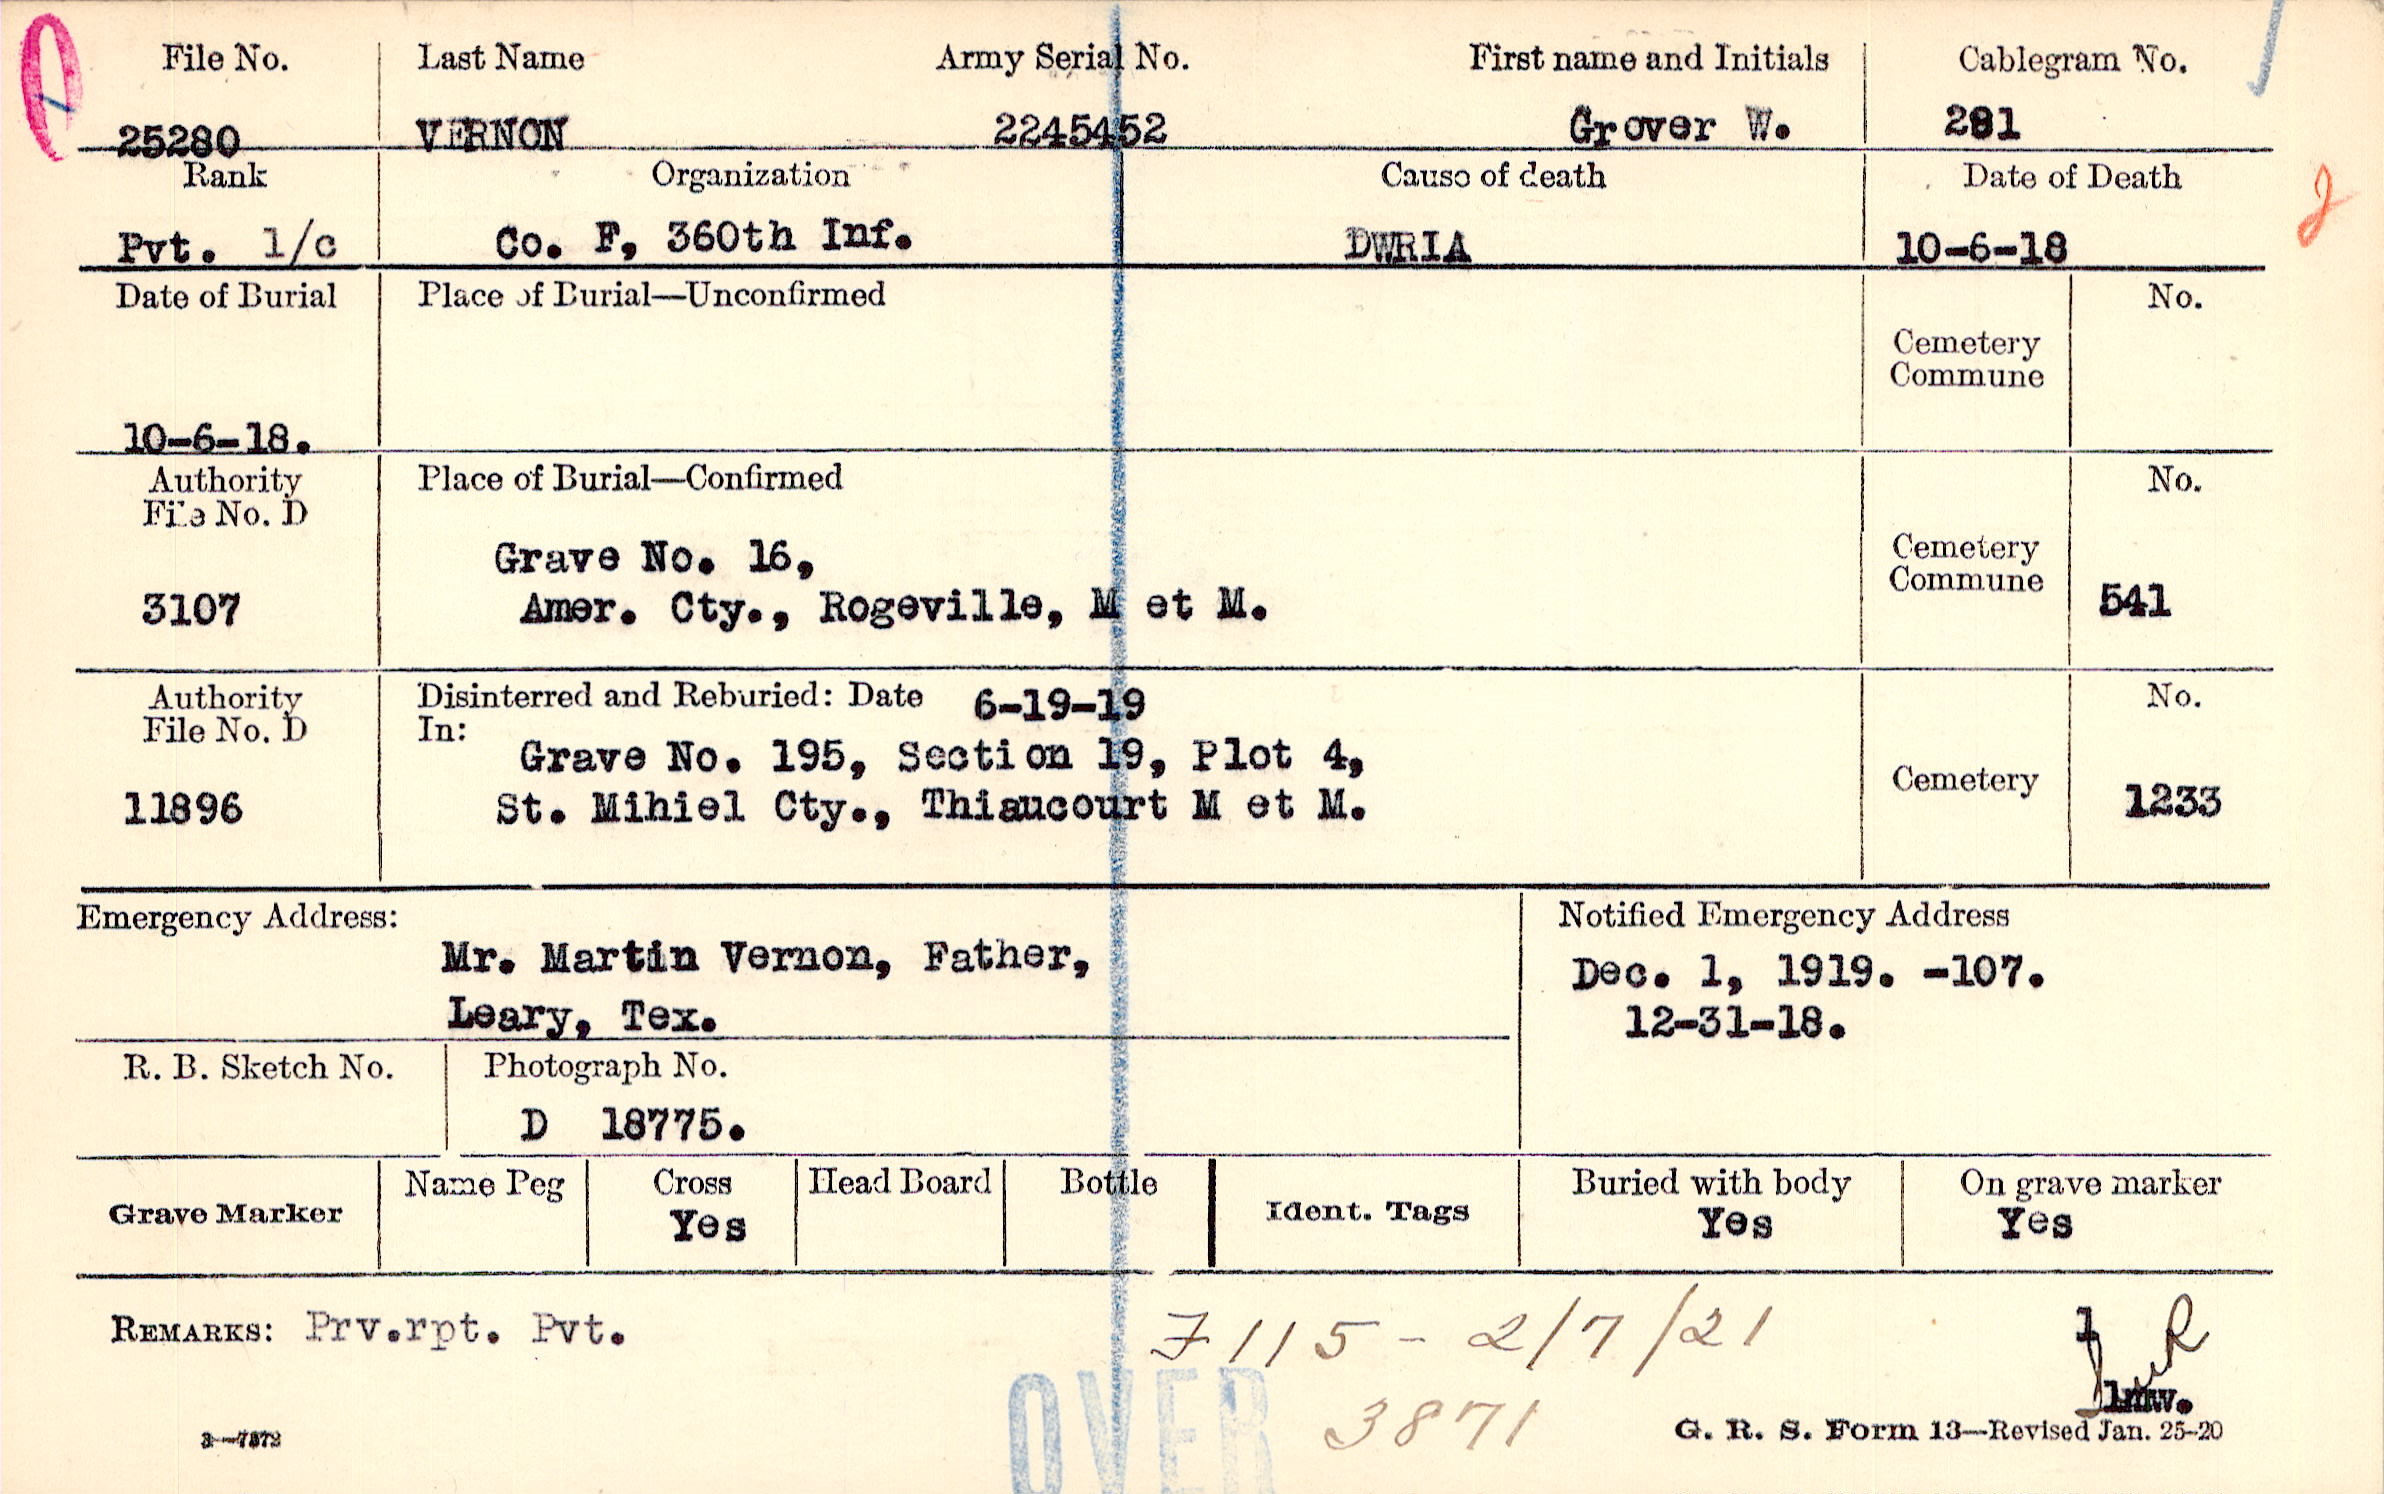 File No. Last Name Army Serial No. First name and Initials Cablegram No.
25280 VERNON 2245452 Grover W. 281
Rank Organization Cause of death Date of Death
Pvt. 1/c Co. F, 360th Inf. DWRIA 10-6-18
2
Date of Burial Place of Burial—Unconfirmed No.
Cemetery
Commune
10-6-18.
Authority Place of Burial—Confirmed No.
File No. D
Grave No. 16, Cemetery
3107 Amer. Cty., Rogeville, M et M. Commune 541
Authority Disinterred and Reburied: Date 6-19-19 No.
File No. D In:
Grave No. 195, Section 19, Plot 4, Cemetery
11896 St. Mihiel Cty., Thiaucourt M et M. 1233
Emergency Address: Notified Emergency Address
Mr. Martin Vernon, Father, Dec. 1, 1919. -107.
Leary, Tex. 12-31-18.
R. B. Sketch No. Photograph No.
D 18775.
Grave Marker Name Peg Cross Head Board Bottle Ident. Tags Buried with body On grave marker
Yes Yes Yes
REMARKS: Prv.rpt. Pvt. F115 - 2/7/21 1
3871 lmw.
OVER
3—7372 G. R. S. Form 13—Revised Jan. 25-20